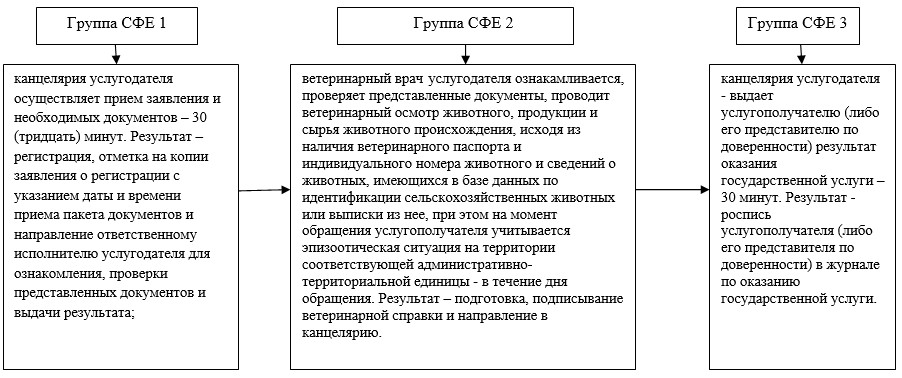 Группа СФЕ 1
Группа СФЕ 2
Группа СФЕ 3
канцелярия услугодателя
осуществляет прием заявления и
необходимых документов – 30
(тридцать) минут. Результат –
регистрация, отметка на копии
заявления о регистрации с
указанием даты и времени
приема пакета документов и
направление ответственному
исполнителю услугодателя для
ознакомления, проверки
представленных документов и
выдачи результата;
ветеринарный врач услугодателя ознакамливается,
проверяет представленные документы, проводит
ветеринарный осмотр животного, продукции и
сырья животного происхождения, исходя из
наличия ветеринарного паспорта и
индивидуального номера животного и сведений о
животных, имеющихся в базе данных по
идентификации сельскохозяйственных животных
или выписки из нее, при этом на момент
обращения услугополучателя учитывается
эпизоотическая ситуация на территории
соответствующей административно-
территориальной единицы - в течение дня
обращения. Результат – подготовка, подписывание
ветеринарной справки и направление в
канцелярию.
канцелярия услугодателя
- выдает
услугополучателю (либо
его представителю по
доверенности) результат
оказания
государственной услуги –
30 минут. Результат -
роспись
услугополучателя (либо
его представителя по
доверенности) в журнале
по оказанию
государственной услуги.